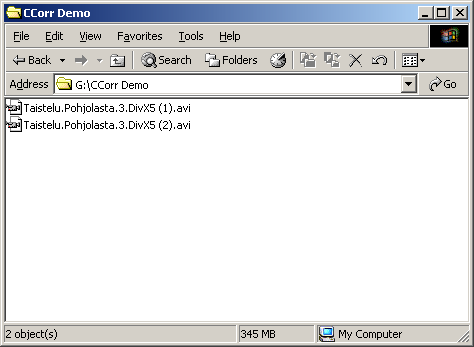 CCorr Demo
File Edit View Favorites Tools Help
Back Search Folders
Address G:\CCorr Demo Go
Taistelu.Pohjolasta.3.DivX5 (1).avi
Taistelu.Pohjolasta.3.DivX5 (2).avi
2 object(s) 345 MB My Computer